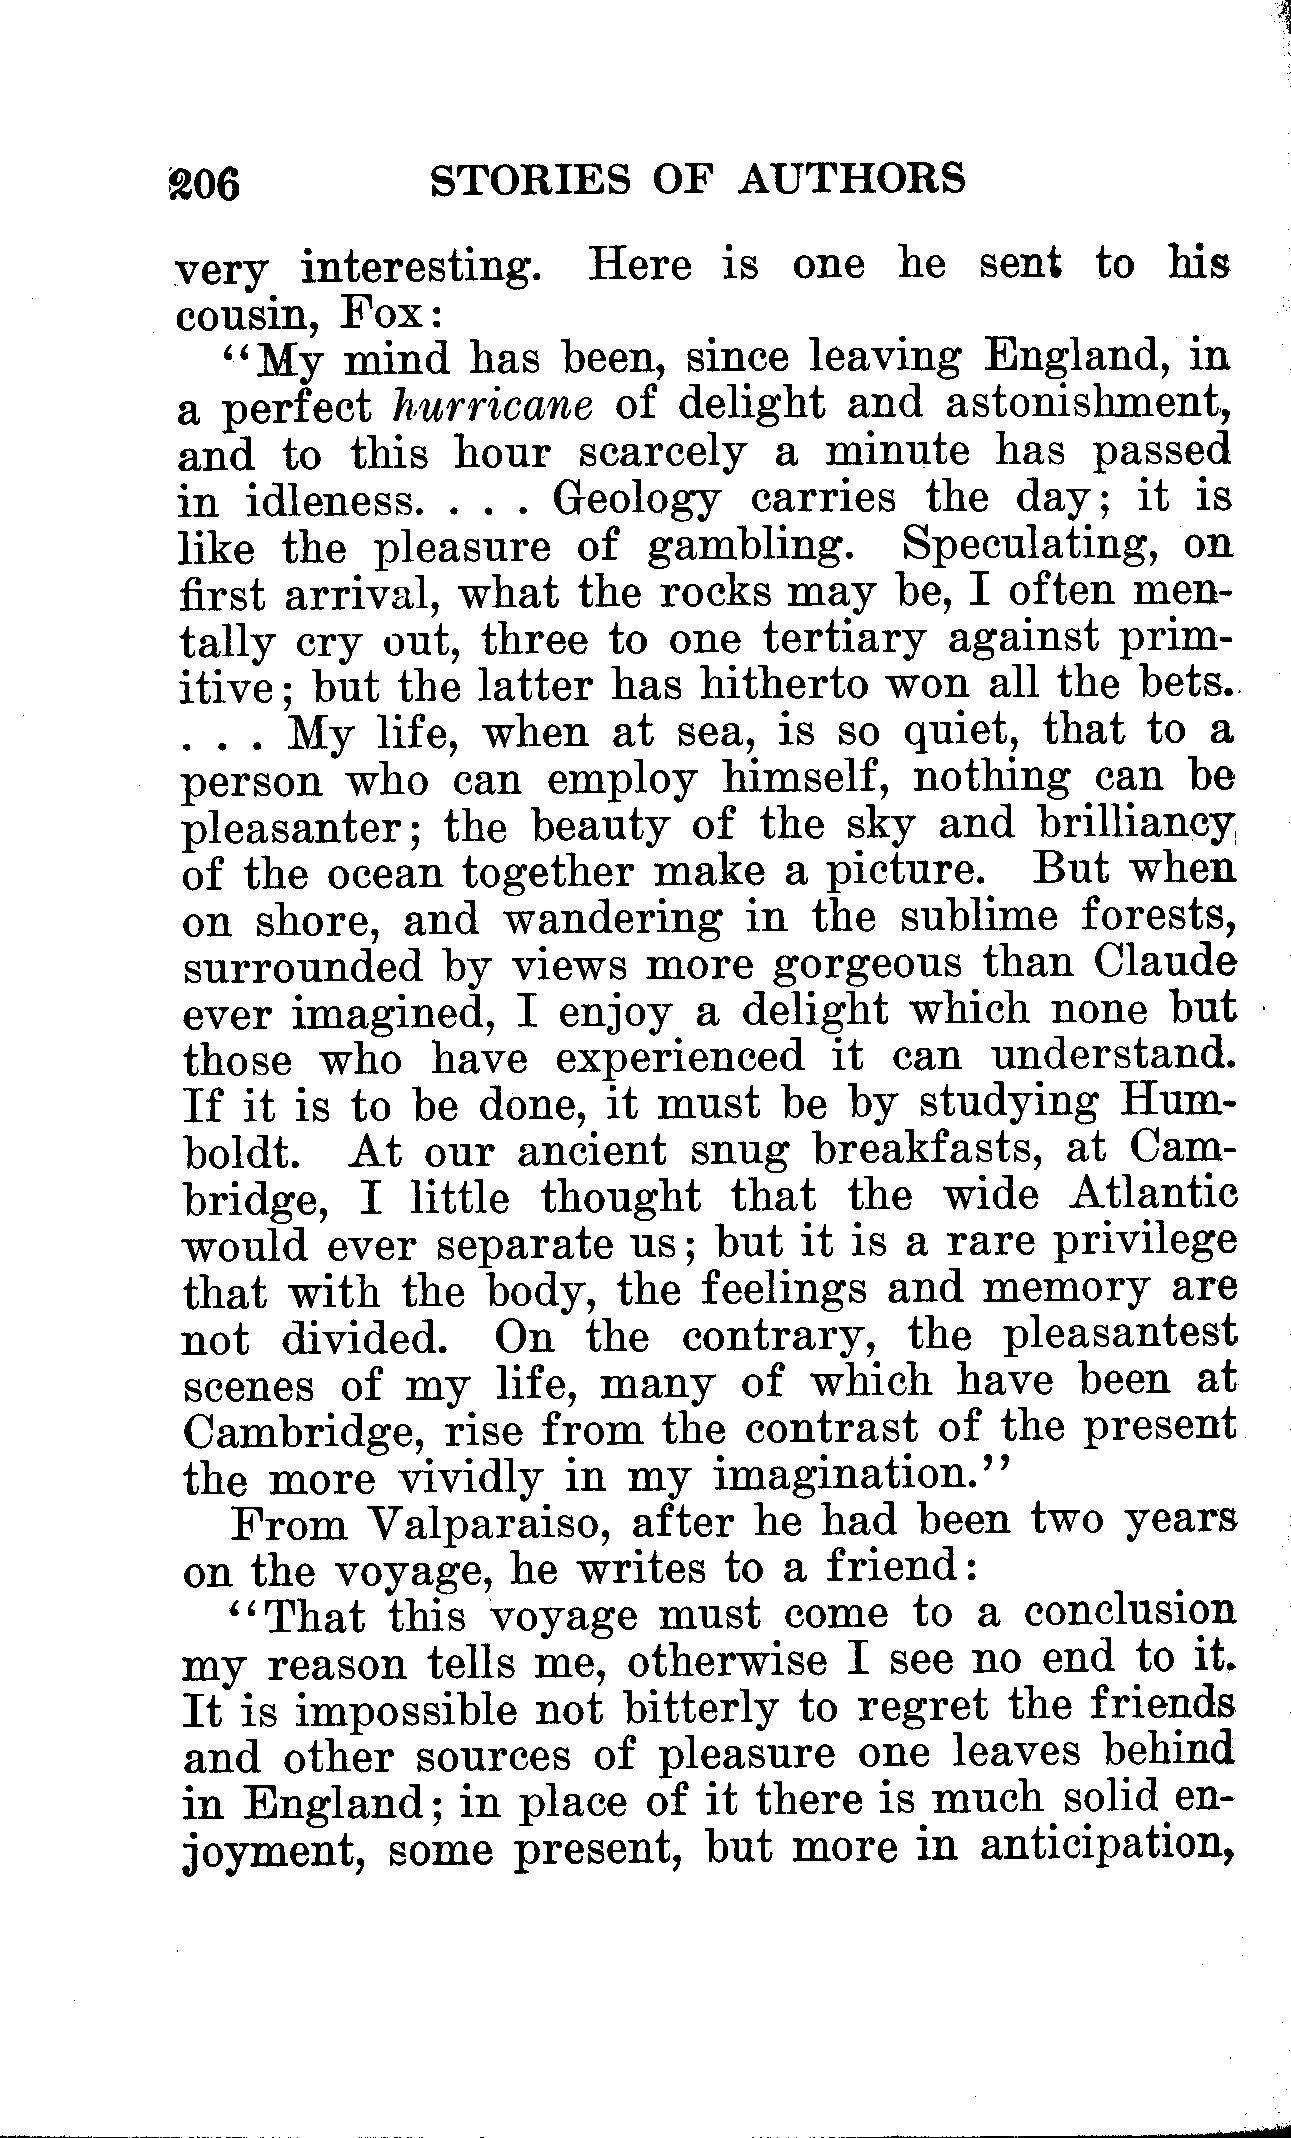 206 STORIES OF AUTHORS
very interesting. Here is one he sent to his
cousin, Fox:
"My mind has been, since leaving England, in
a perfect hurricane of delight and astonishment,
and to this hour scarcely a minute has passed
in idleness. . . . Geology carries the day; it is
like the pleasure of gambling. Speculating, on
first arrival, what the rocks may be, I often men-
tally cry out, three to one tertiary against prim-
itive; but the latter has hitherto won all the bets.
. . . My life, when at sea, is so quiet, that to a
person who can employ himself, nothing can be
pleasanter; the beauty of the sky and brilliancy
of the ocean together make a picture. But when
on shore, and wandering in the sublime forests,
surrounded by views more gorgeous than Claude
ever imagined, I enjoy a delight which none but
those who have experienced it can understand.
If it is to be done, it must be by studying Hum-
boldt. At our ancient snug breakfasts, at Cam-
bridge, I little thought that the wide Atlantic
would ever separate us; but it is a rare privilege
that with the body, the feelings and memory are
not divided. On the contrary, the pleasantest
scenes of my life, many of which have been at
Cambridge, rise from the contrast of the present
the more vividly in my imagination."
From Valparaiso, after he had been two years
on the voyage, he writes to a friend:
"That this voyage must come to a conclusion
my reason tells me, otherwise I see no end to it.
It is impossible not bitterly to regret the friends
and other sources of pleasure one leaves behind
in England; in place of it there is much solid en-
joyment, some present, but more in anticipation,